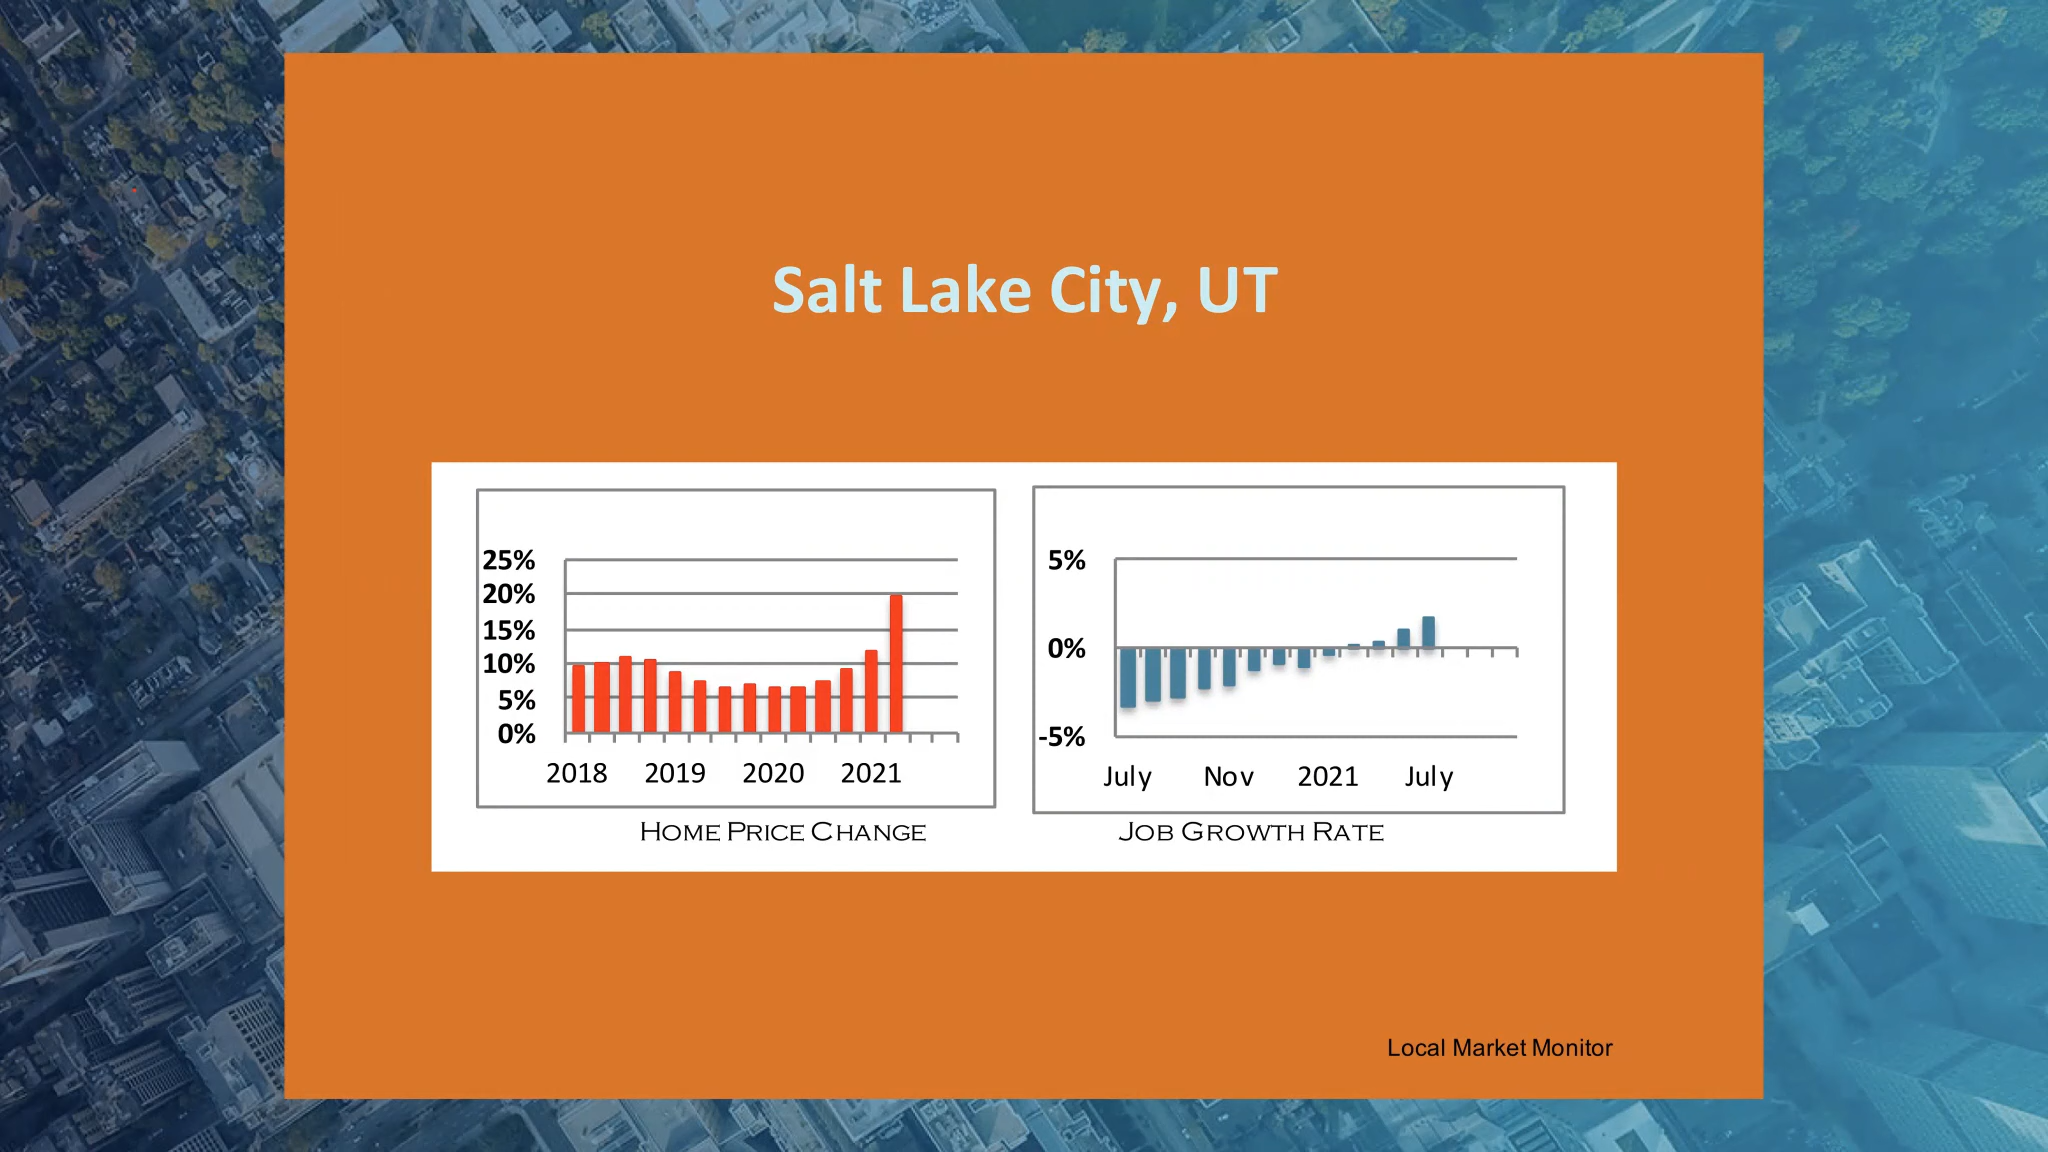 Salt Lake City, UT
25%
20%
15%
10%
5%
0%
2018 2019 2020 2021
HOME PRICE CHANGE
5%
0%
-5%
July Nov 2021 July
JOB GROWTH RATE
Local Market Monitor